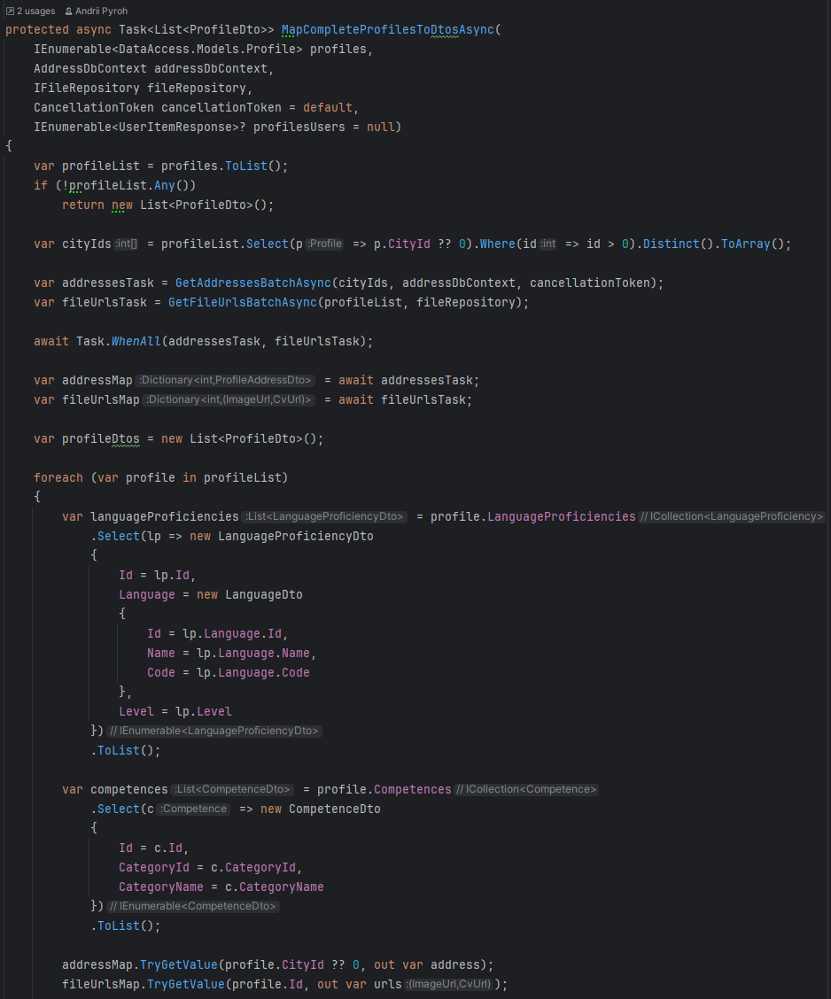 2 usages Andrii Pyroh
protected async Task<List<ProfileDto>> MapCompleteProfilesToDtosAsync(
    IEnumerable<DataAccess.Models.Profile> profiles,
    AddressDbContext addressDbContext,
    IFileRepository fileRepository,
    CancellationToken cancellationToken = default,
    IEnumerable<UserItemResponse>? profilesUsers = null)
{
    var profileList = profiles.ToList();
    if (!profileList.Any())
        return new List<ProfileDto>();

    var cityIds :int[] = profileList.Select(p :Profile => p.CityId ?? 0).Where(id :int => id > 0).Distinct().ToArray();

    var addressesTask = GetAddressesBatchAsync(cityIds, addressDbContext, cancellationToken);
    var fileUrlsTask = GetFileUrlsBatchAsync(profileList, fileRepository);

    await Task.WhenAll(addressesTask, fileUrlsTask);

    var addressMap :Dictionary<int,ProfileAddressDto> = await addressesTask;
    var fileUrlsMap :Dictionary<int,(ImageUrl,CvUrl)> = await fileUrlsTask;

    var profileDtos = new List<ProfileDto>();

    foreach (var profile in profileList)
    {
        var languageProficiencies :List<LanguageProficiencyDto> = profile.LanguageProficiencies // ICollection<LanguageProficiency>
            .Select(lp => new LanguageProficiencyDto
            {
                Id = lp.Id,
                Language = new LanguageDto
                {
                    Id = lp.Language.Id,
                    Name = lp.Language.Name,
                    Code = lp.Language.Code
                },
                Level = lp.Level
            }) // IEnumerable<LanguageProficiencyDto>
            .ToList();

        var competences :List<CompetenceDto> = profile.Competences // ICollection<Competence>
            .Select(c :Competence => new CompetenceDto
            {
                Id = c.Id,
                CategoryId = c.CategoryId,
                CategoryName = c.CategoryName
            }) // IEnumerable<CompetenceDto>
            .ToList();

        addressMap.TryGetValue(profile.CityId ?? 0, out var address);
        fileUrlsMap.TryGetValue(profile.Id, out var urls :(ImageUrl,CvUrl) );